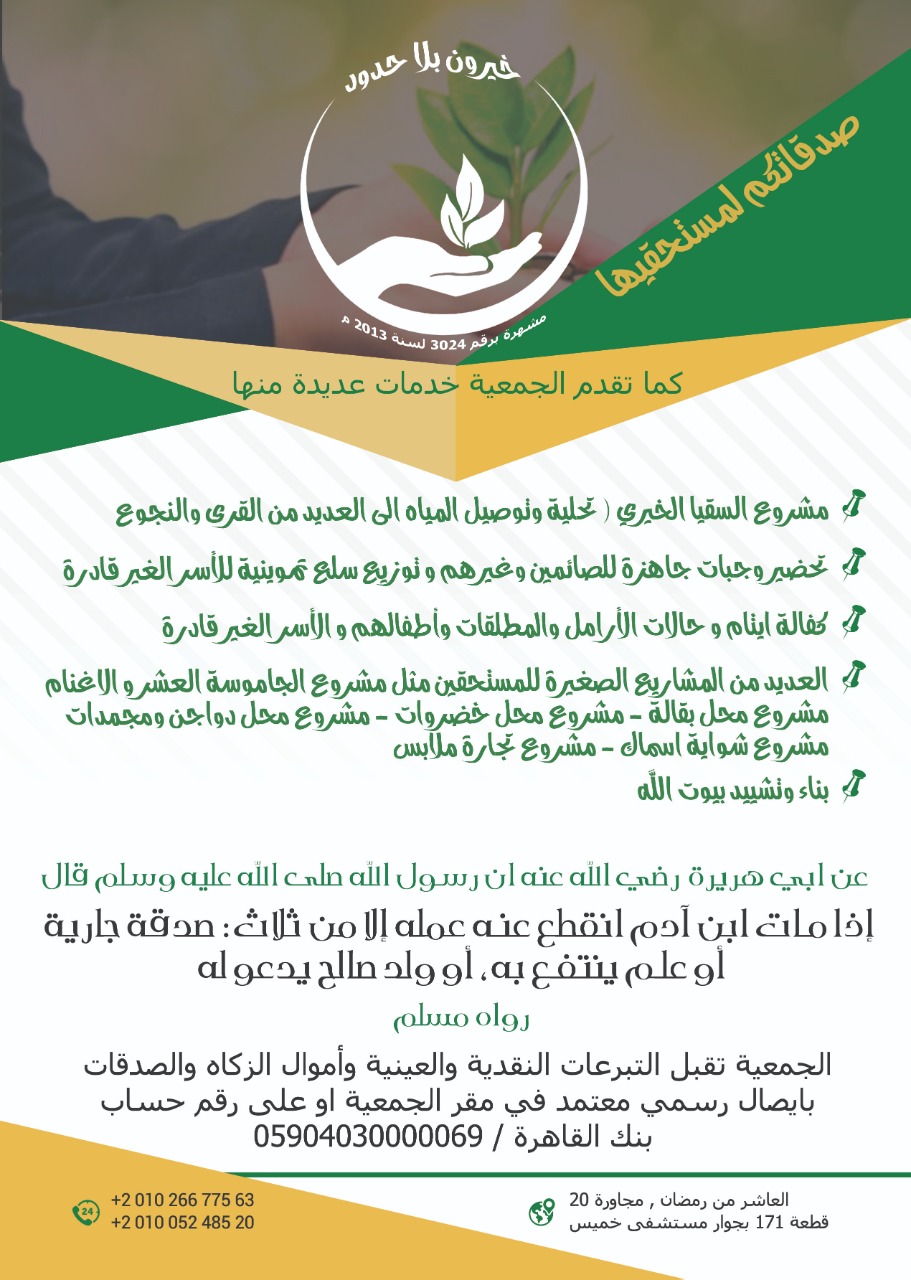 خيرون بلا حدود
صدقاتكم لمستحقيها
مشهرة برقم 3024 لسنة 2013 م
كما تقدم الجمعية خدمات عديدة منها
مشروع السقيا الخيري ( تحلية وتوصيل المياه الى العديد من القرى والنجوع
تحضير وجبات جاهزة للصائمين وغيرهم و توزيع سلع تموينية للأسر الغير قادرة
كفالة ايتام و حالات الأرامل والمطلقات وأطفالهم و الأسر الغير قادرة
العديد من المشاريع الصغيرة للمستحقين مثل مشروع الجاموسة العشر و الاغنام
مشروع محل بقالة - مشروع محل خضروات - مشروع محل دواجن ومجمدات
مشروع شواية اسماك - مشروع تجارة ملابس
بناء وتشييد بيوت الله
عن ابي هريرة رضي الله عنه ان رسول الله صلى الله عليه وسلم قال
إذا مات ابن آدم انقطع عنه عمله إلا من ثلاث: صدقة جارية
أو علم ينتفع به، أو ولد صالح يدعو له
رواه مسلم
الجمعية تقبل التبرعات النقدية والعينية وأموال الزكاه والصدقات
بايصال رسمي معتمد في مقر الجمعية او على رقم حساب
بنك القاهرة / 05904030000069
العاشر من رمضان , مجاورة 20
قطعة 171 بجوار مستشفى خميس
24
+2 010 266 775 63
+2 010 052 485 20